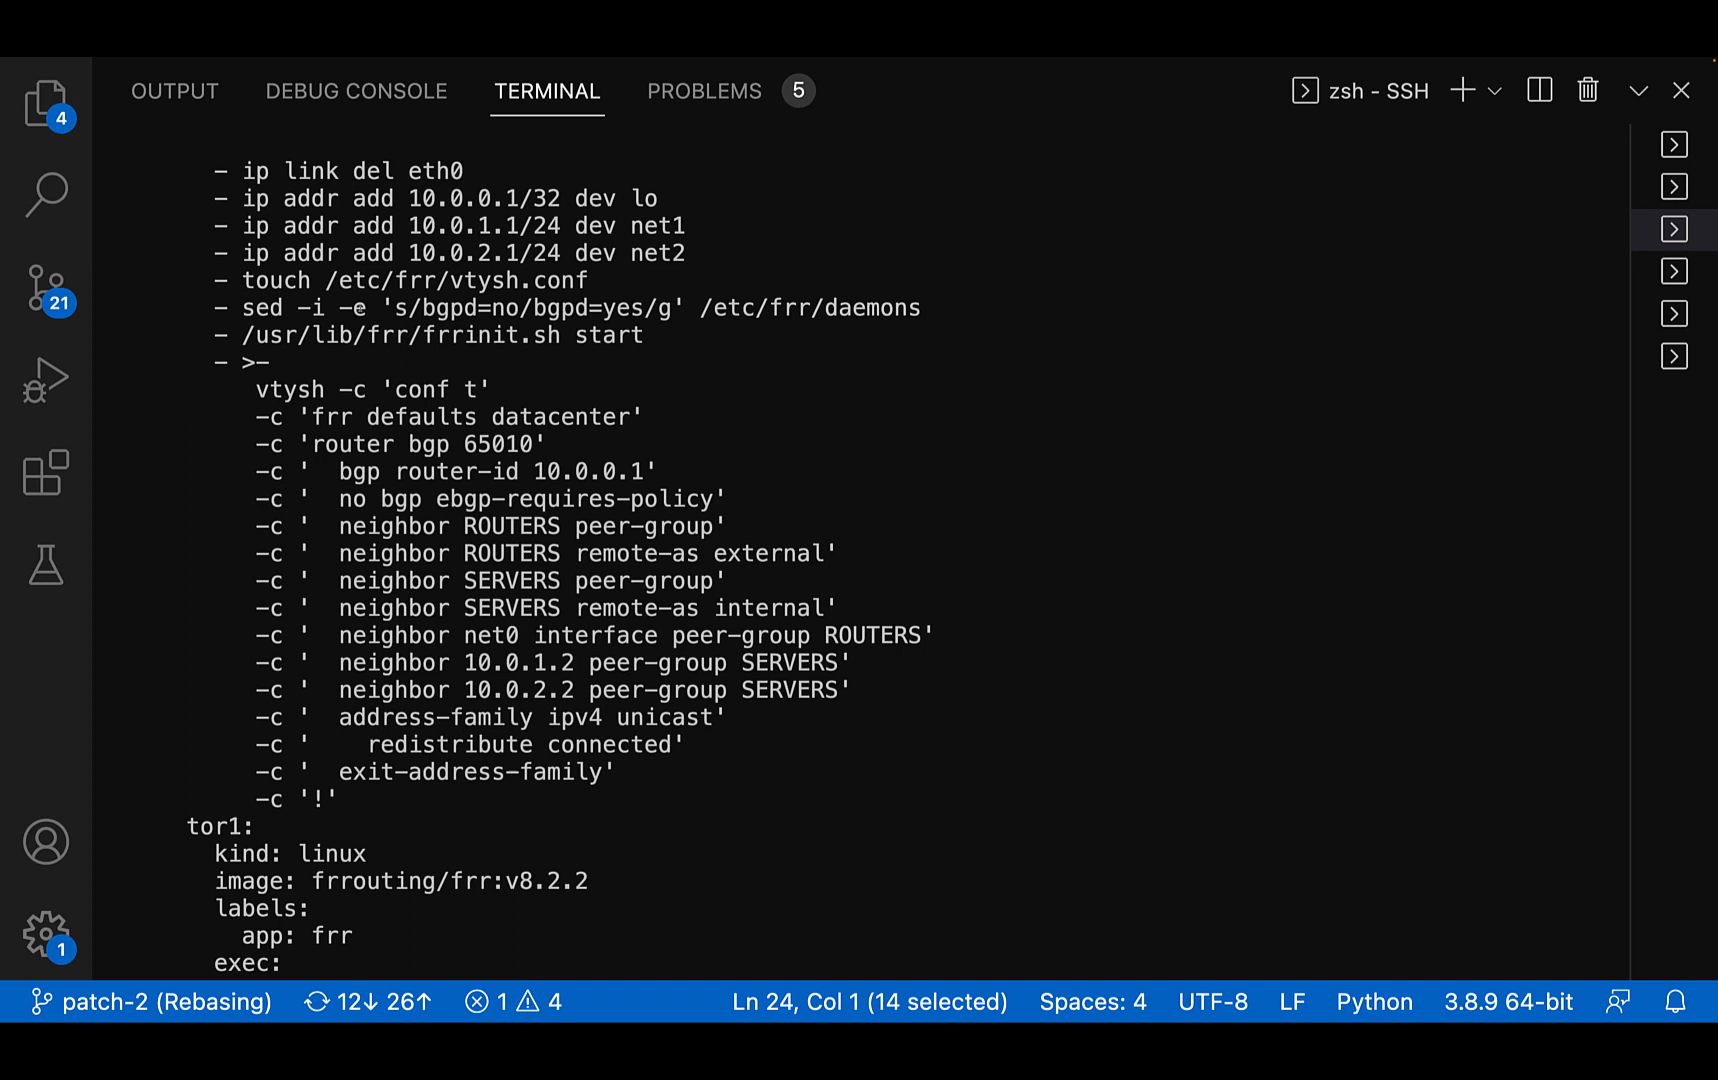 OUTPUT DEBUG CONSOLE TERMINAL PROBLEMS 5 zsh - SSH
4
21
1
- ip link del eth0
- ip addr add 10.0.0.1/32 dev lo
- ip addr add 10.0.1.1/24 dev net1
- ip addr add 10.0.2.1/24 dev net2
- touch /etc/frr/vtysh.conf
- sed -i -e 's/bgpd=no/bgpd=yes/g' /etc/frr/daemons
- /usr/lib/frr/frrinit.sh start
- >-
vtysh -c 'conf t'
-c 'frr defaults datacenter'
-c 'router bgp 65010'
-c '  bgp router-id 10.0.0.1'
-c '  no bgp ebgp-requires-policy'
-c '  neighbor ROUTERS peer-group'
-c '  neighbor ROUTERS remote-as external'
-c '  neighbor SERVERS peer-group'
-c '  neighbor SERVERS remote-as internal'
-c '  neighbor net0 interface peer-group ROUTERS'
-c '  neighbor 10.0.1.2 peer-group SERVERS'
-c '  neighbor 10.0.2.2 peer-group SERVERS'
-c '  address-family ipv4 unicast'
-c '    redistribute connected'
-c '  exit-address-family'
-c '!'
tor1:
kind: linux
image: frrouting/frr:v8.2.2
labels:
app: frr
exec:
patch-2 (Rebasing) 12↓ 26↑ 1 4 Ln 24, Col 1 (14 selected) Spaces: 4 UTF-8 LF Python 3.8.9 64-bit